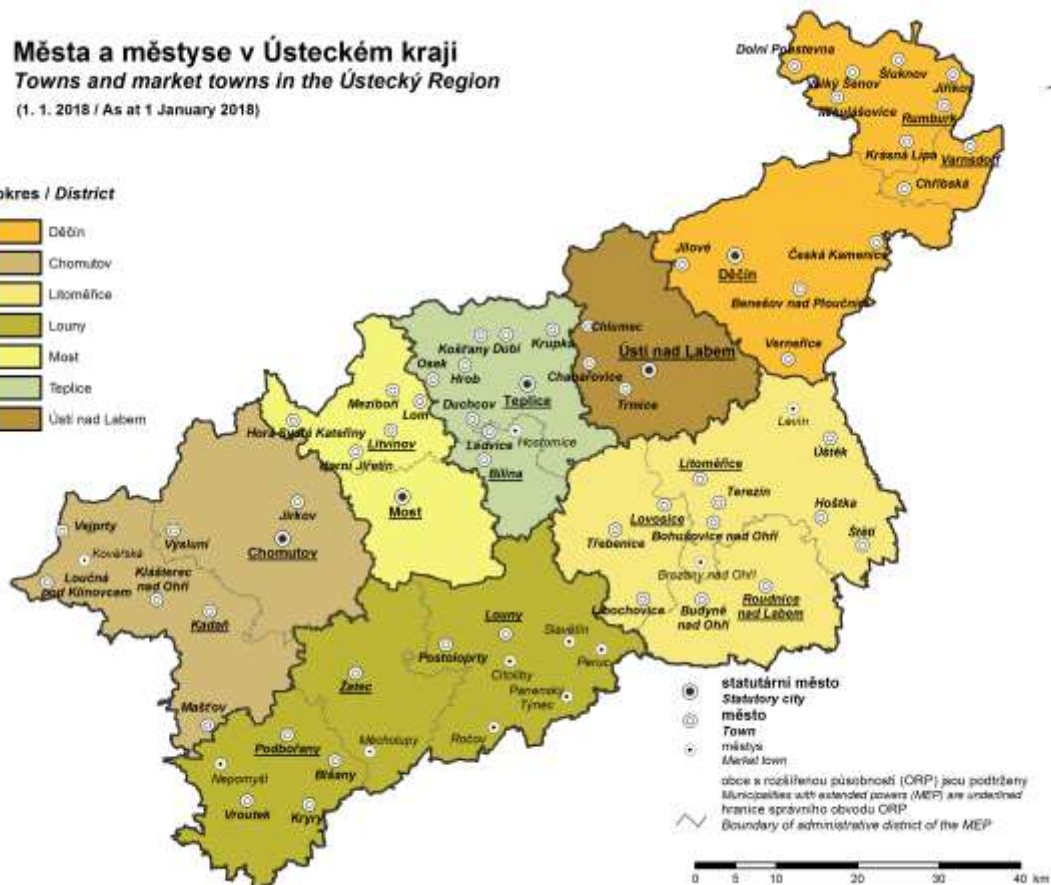 Města a městyse v Ústeckém kraji
Towns and market towns in the Ústecký Region
(1. 1. 2018 / As at 1 January 2018)
okres / District
Děčín
Chomutov
Litoměřice
Louny
Most
Teplice
Ústí nad Labem
Dolní Poustevna
Velký Šenov
Šluknov
Jiříkov
Mikulášovice
Rumburk
Krásná Lípa
Varnsdorf
Chřibská
Jílové
Děčín
Česká Kamenice
Benešov nad Ploučnicí
Verneřice
Chlumec
Ústí nad Labem
Chabařovice
Trmice
Košťany
Dubí
Krupka
Osek
Hrob
Teplice
Duchcov
Ledvice
Hostomice
Bílina
Meziboří
Lom
Hora Svaté Kateřiny
Litvínov
Horní Jiřetín
Most
Jirkov
Chomutov
Vejprty
Kovářská
Výsluní
Loučná
pod Klínovcem
Klášterec
nad Ohří
Kadaň
Mašťov
Levín
Úštěk
Litoměřice
Terezín
Hoštka
Lovosice
Bohušovice nad Ohří
Štětí
Třebenice
Brozany nad Ohří
Libochovice
Budyně
nad Ohří
Roudnice
nad Labem
Louny
Slavětín
Postoloprty
Peruc
Cítoliby
Žatec
Panenský
Týnec
Ročov
Měcholupy
Podbořany
Nepomyšl
Blšany
Vroutek
Kryry
statutární město
Statutory city
město
Town
městys
Market town
obce s rozšířenou působností (ORP) jsou podtrženy
Municipalities with extended powers (MEP) are underlined
hranice správního obvodu ORP
Boundary of administrative district of the MEP
0 5 10 20 30 40 km